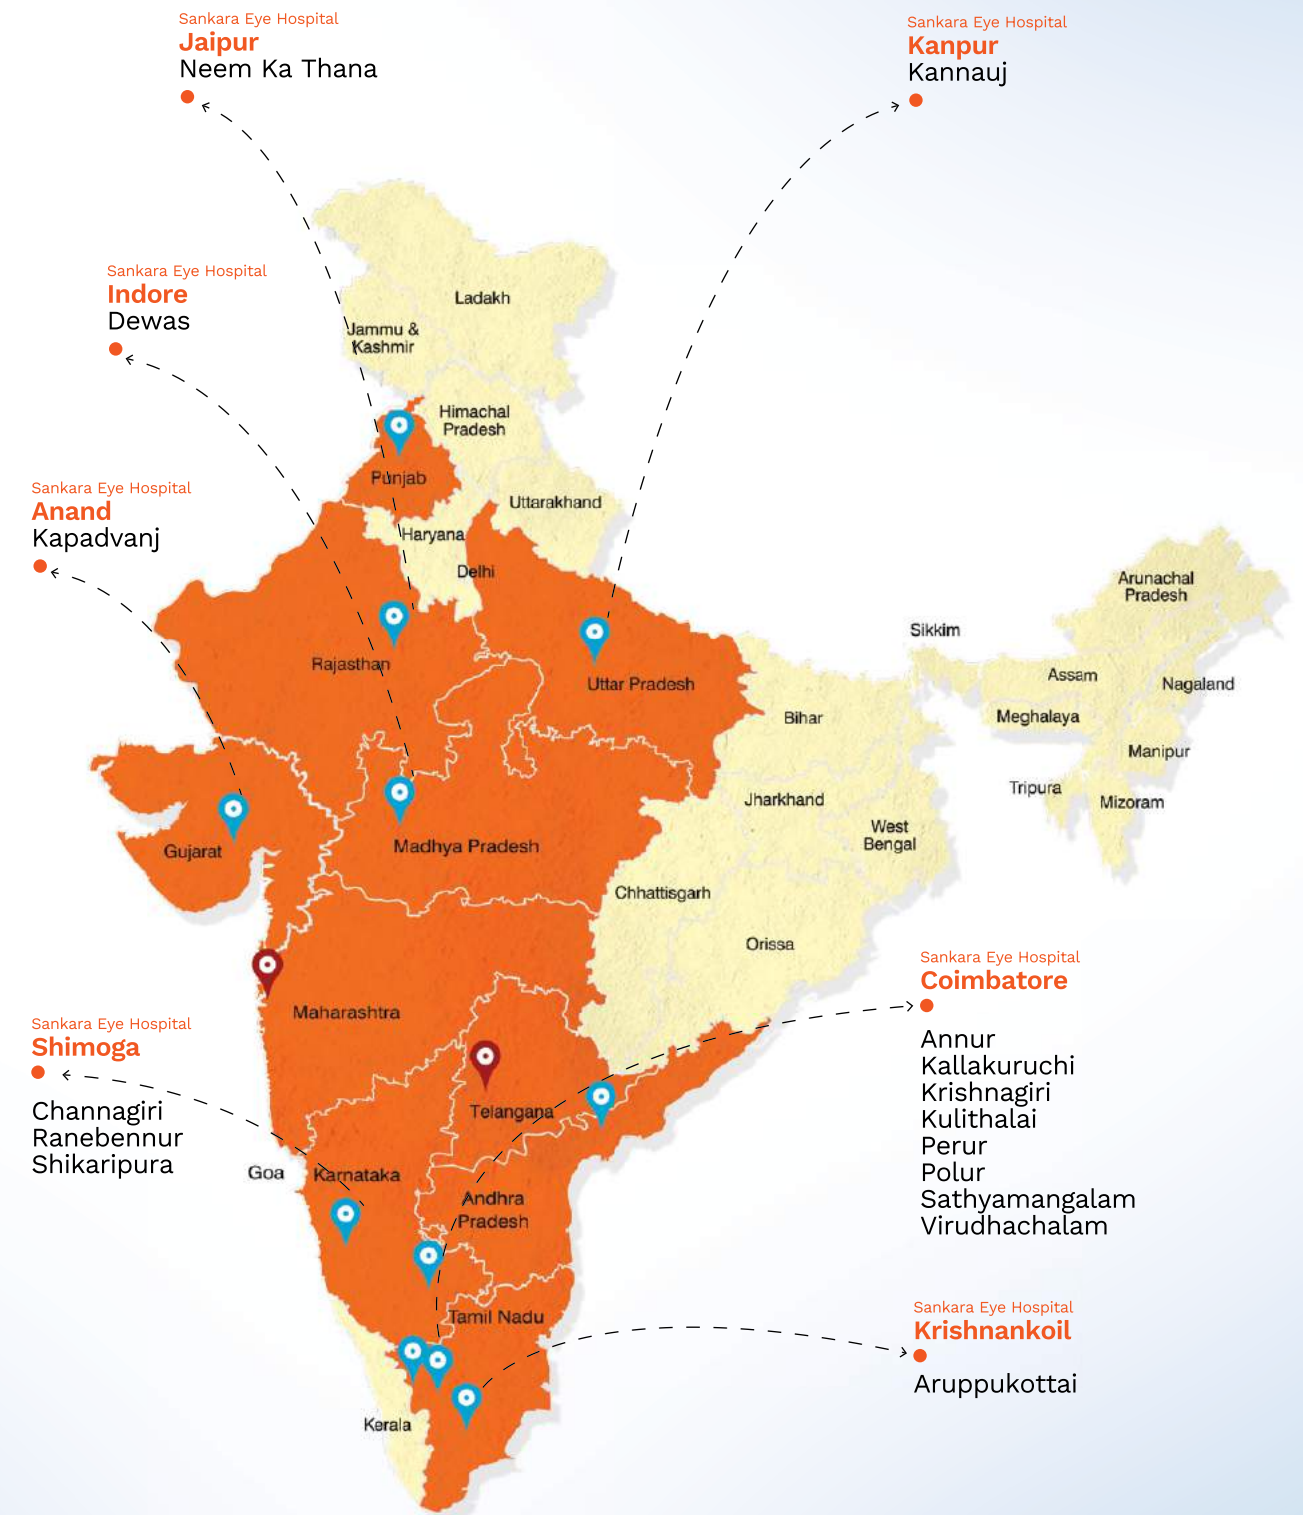 Sankara Eye Hospital
Jaipur
Neem Ka Thana
Sankara Eye Hospital
Kanpur
Kannauj
Sankara Eye Hospital
Indore
Dewas
Sankara Eye Hospital
Anand
Kapadvanj
Ladakh
Jammu &
Kashmir
Himachal
Pradesh
Punjab
Uttarakhand
Haryana
Delhi
Arunachal
Pradesh
Sikkim
Rajasthan
Uttar Pradesh
Assam
Nagaland
Bihar
Meghalaya
Manipur
Tripura
Mizoram
Jharkhand
West
Bengal
Gujarat
Madhya Pradesh
Chhattisgarh
Orissa
Maharashtra
Telangana
Goa
Karnataka
Andhra
Pradesh
Tamil Nadu
Kerala
Sankara Eye Hospital
Shimoga
Channagiri
Ranebennur
Shikaripura
Sankara Eye Hospital
Coimbatore
Annur
Kallakuruchi
Krishnagiri
Kulithalai
Perur
Polur
Sathyamangalam
Virudhachalam
Sankara Eye Hospital
Krishnankoil
Aruppukottai